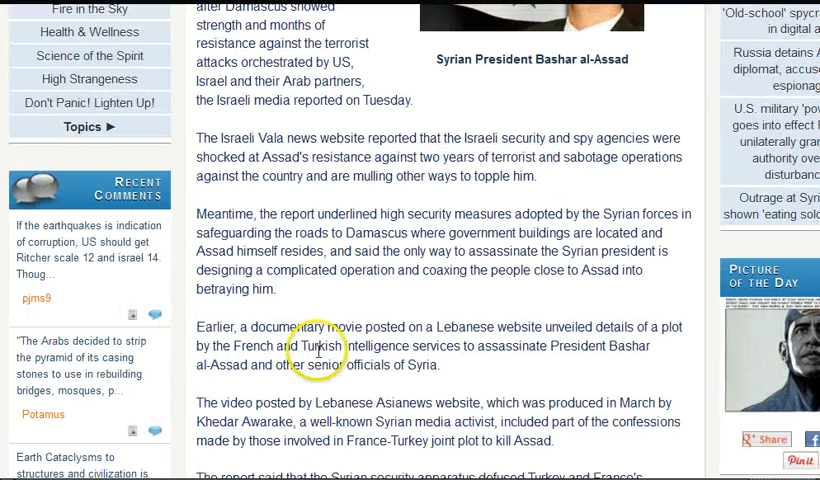 Fire in the Sky
Health & Wellness
Science of the Spirit
High Strangeness
Don't Panic! Lighten Up!
Topics ►
RECENT
COMMENTS
If the earthquakes is indication
of corruption, US should get
Ritcher scale 12 and israel 14.
Thoug...
pjms9
"The Arabs decided to strip
the pyramid of its casing
stones to use in rebuilding
bridges, mosques, p...
Potamus
Earth Cataclysms to
structures and civilization is
after Damascus showed
strength and months of
resistance against the terrorist
attacks orchestrated by US,
Israel and their Arab partners,
the Israeli media reported on Tuesday.
Syrian President Bashar al-Assad
The Israeli Vala news website reported that the Israeli security and spy agencies were
shocked at Assad's resistance against two years of terrorist and sabotage operations
against the country and are mulling other ways to topple him.
Meantime, the report underlined high security measures adopted by the Syrian forces in
safeguarding the roads to Damascus where government buildings are located and
Assad himself resides, and said the only way to assassinate the Syrian president is
designing a complicated operation and coaxing the people close to Assad into
betraying him.
Earlier, a documentary movie posted on a Lebanese website unveiled details of a plot
by the French and Turkish intelligence services to assassinate President Bashar
al-Assad and other senior officials of Syria.
The video posted by Lebanese Asianews website, which was produced in March by
Khedar Awarake, a well-known Syrian media activist, included part of the confessions
made by those involved in France-Turkey joint plot to kill Assad.
The report said that the Syrian security apparatus defused Turkey and France's
'Old-school' spycr
in digital a
Russia detains A
diplomat, accus
espionag
U.S. military 'pov
goes into effect F
unilaterally gran
authority ove
disturbanc
Outrage at Syri
shown 'eating solo
PICTURE
OF THE DAY
g+ Share
f
Pin it